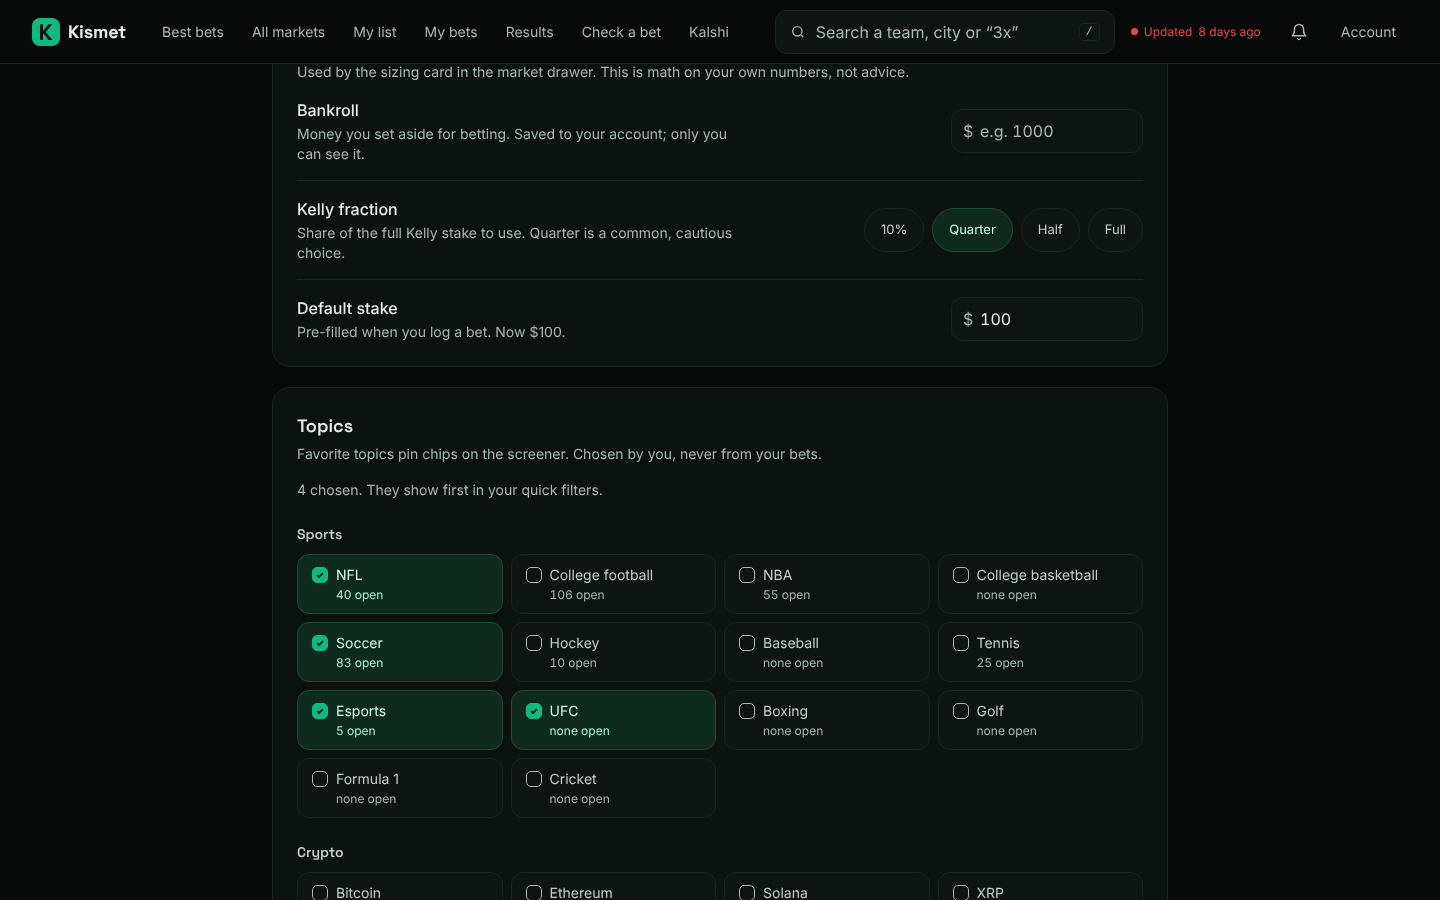 Kismet
Best bets
All markets
My list
My bets
Results
Check a bet
Kalshi
Search a team, city or “3x”
/
Updated 8 days ago
Account
Used by the sizing card in the market drawer. This is math on your own numbers, not advice.
Bankroll
Money you set aside for betting. Saved to your account; only you
can see it.
$ e.g. 1000
Kelly fraction
Share of the full Kelly stake to use. Quarter is a common, cautious
choice.
10%
Quarter
Half
Full
Default stake
Pre-filled when you log a bet. Now $100.
$ 100
Topics
Favorite topics pin chips on the screener. Chosen by you, never from your bets.
4 chosen. They show first in your quick filters.
Sports
NFL
40 open
College football
106 open
NBA
55 open
College basketball
none open
Soccer
83 open
Hockey
10 open
Baseball
none open
Tennis
25 open
Esports
5 open
UFC
none open
Boxing
none open
Golf
none open
Formula 1
none open
Cricket
none open
Crypto
Bitcoin
Ethereum
Solana
XRP